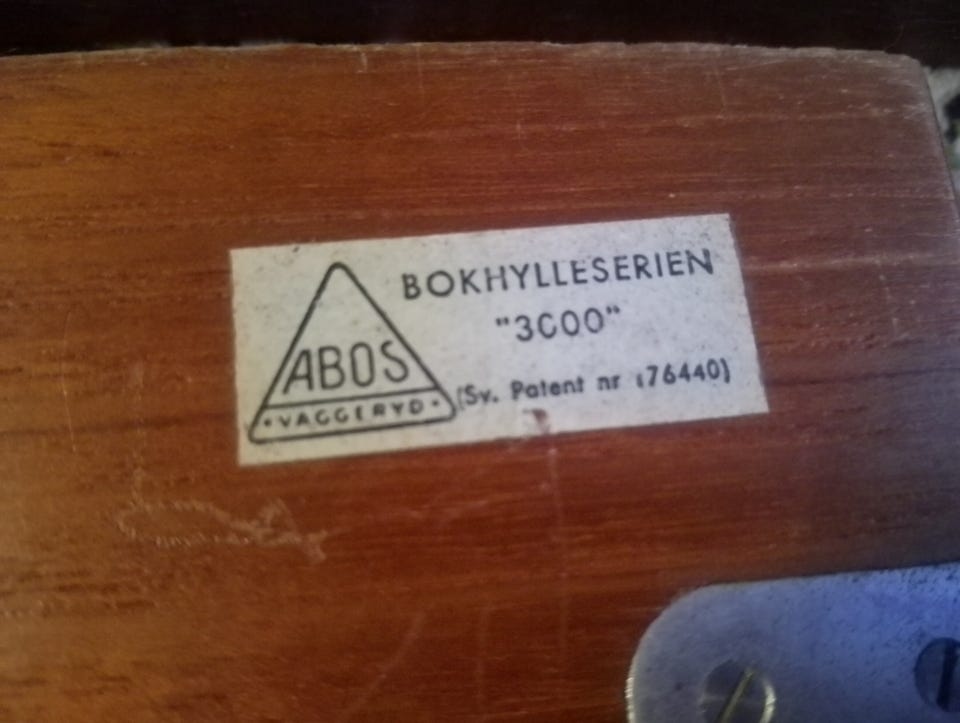 BOKHYLLESERIEN
"3000"
ABOS
(Sv. Patent nr 176440)
• VAGGERYD •